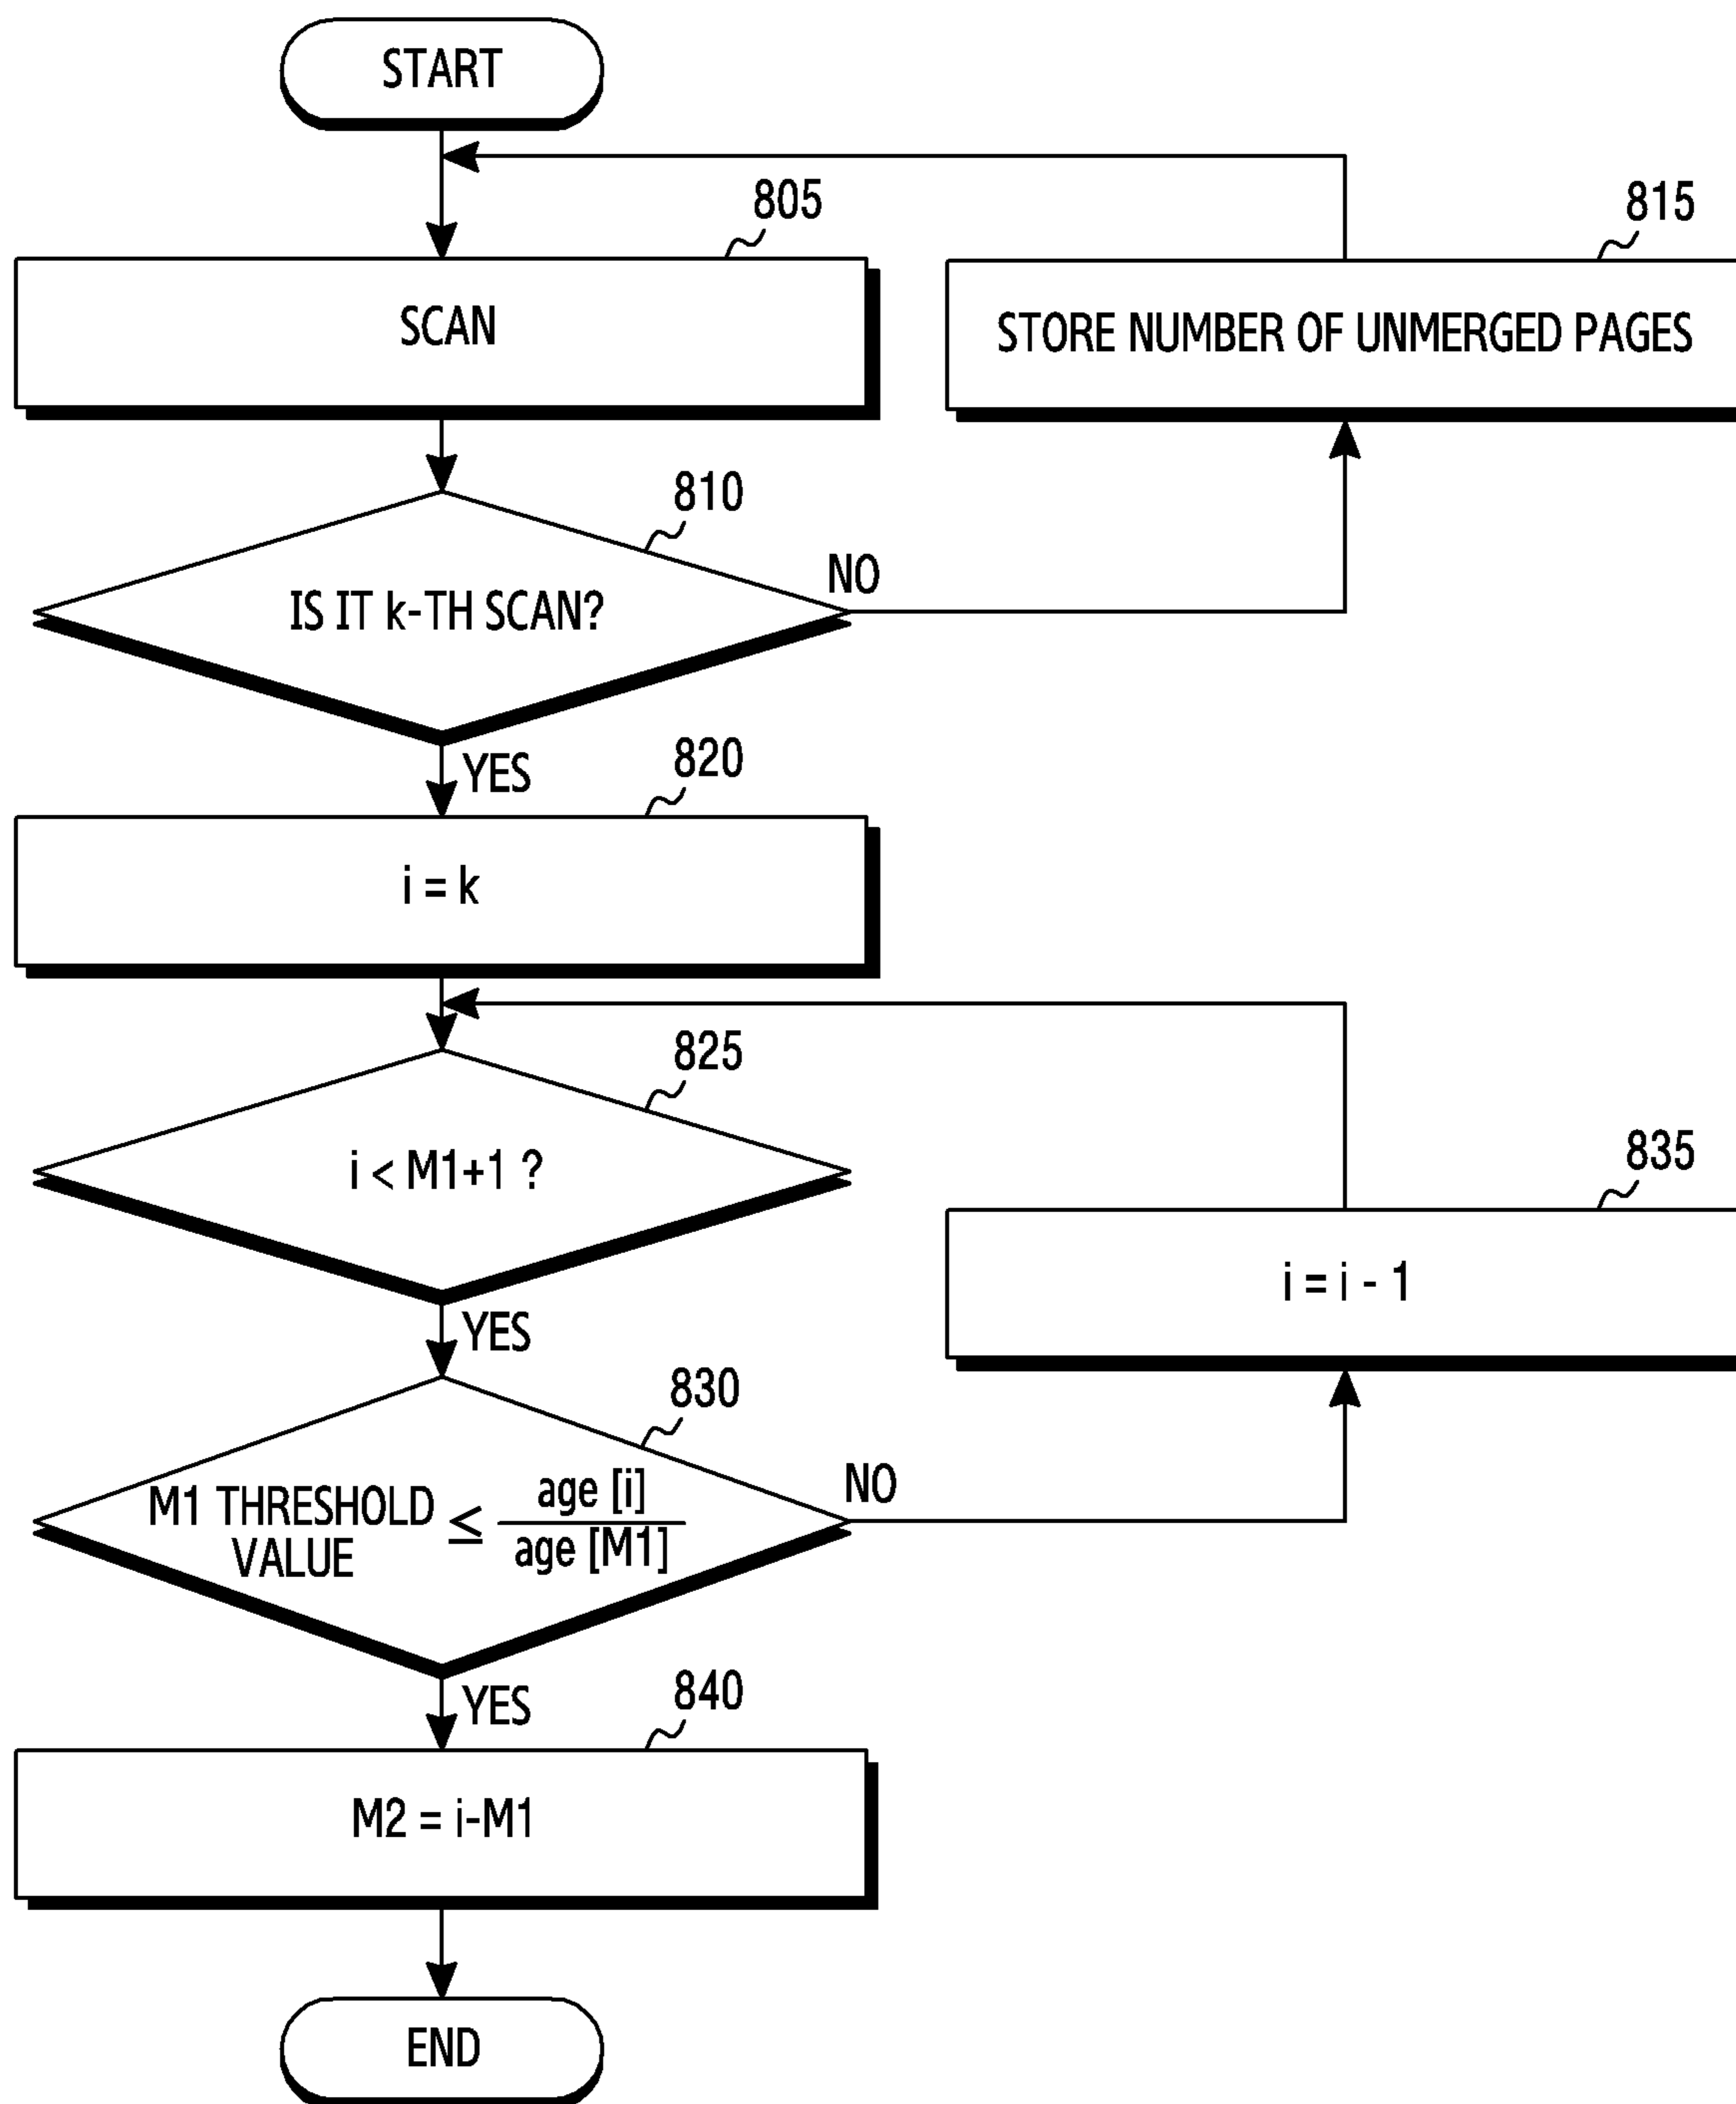 START
805
815
SCAN
STORE NUMBER OF UNMERGED PAGES
810
NO
IS IT k-TH SCAN?
YES
820
i = k
825
i < M1+1 ?
835
i = i - 1
YES
830
NO
M1 THRESHOLD
VALUE
≤
age [i]
age [M1]
YES
840
M2 = i-M1
END